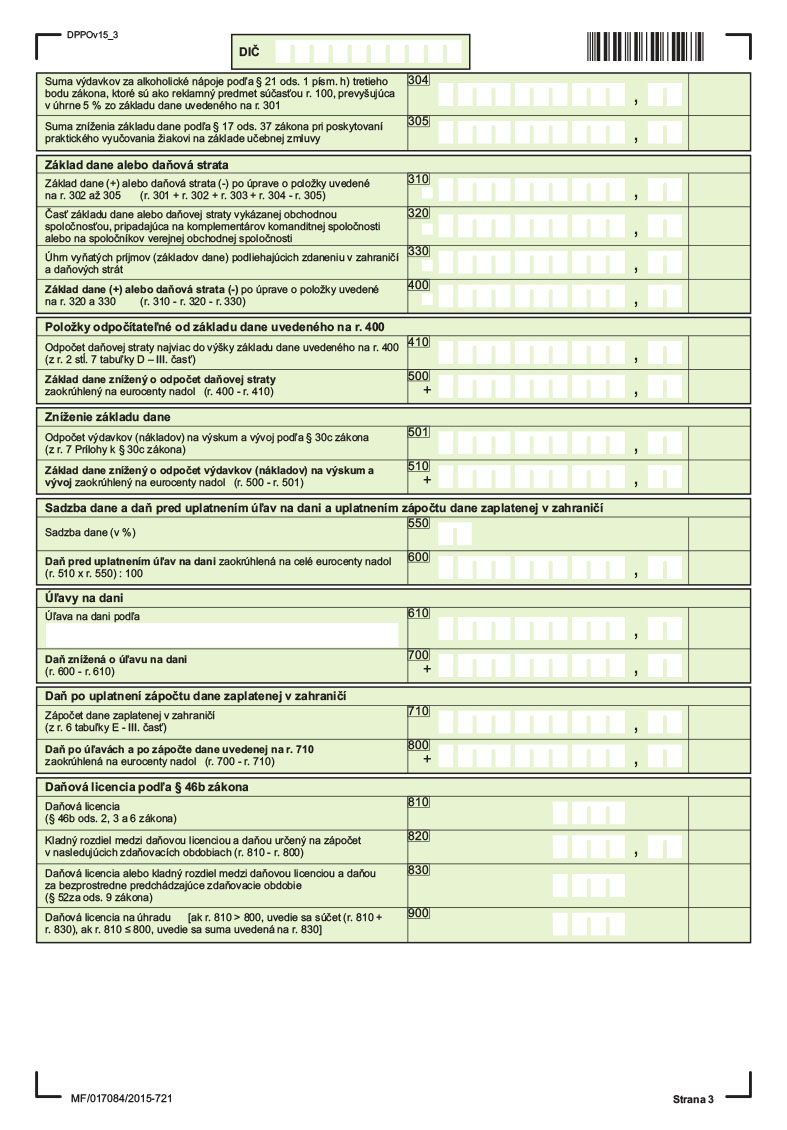 DPPOv15_3
DIČ
Suma výdavkov za alkoholické nápoje podľa § 21 ods. 1 písm. h) tretieho
bodu zákona, ktoré sú ako reklamný predmet súčasťou r. 100, prevyšujúca
v úhrne 5 % zo základu dane uvedeného na r. 301
304
,
Suma zníženia základu dane podľa § 17 ods. 37 zákona pri poskytovaní
praktického vyučovania žiakovi na základe učebnej zmluvy
305
,
Základ dane alebo daňová strata
Základ dane (+) alebo daňová strata (-) po úprave o položky uvedené
na r. 302 až 305 (r. 301 + r. 302 + r. 303 + r. 304 - r. 305)
310
,
Časť základu dane alebo daňovej straty vykázanej obchodnou
spoločnosťou, pripadajúca na komplementárov komanditnej spoločnosti
alebo na spoločníkov verejnej obchodnej spoločnosti
320
,
Úhrn vyňatých príjmov (základov dane) podliehajúcich zdaneniu v zahraničí
a daňových strát
330
,
Základ dane (+) alebo daňová strata (-) po úprave o položky uvedené
na r. 320 a 330 (r. 310 - r. 320 - r. 330)
400
,
Položky odpočítateľné od základu dane uvedeného na r. 400
Odpočet daňovej straty najviac do výšky základu dane uvedeného na r. 400
(z r. 2 stĺ. 7 tabuľky D – III. časť)
410
,
Základ dane znížený o odpočet daňovej straty
zaokrúhlený na eurocenty nadol (r. 400 - r. 410)
500
+
,
Zníženie základu dane
Odpočet výdavkov (nákladov) na výskum a vývoj podľa § 30c zákona
(z r. 7 Prílohy k § 30c zákona)
501
,
Základ dane znížený o odpočet výdavkov (nákladov) na výskum a
vývoj zaokrúhlený na eurocenty nadol (r. 500 - r. 501)
510
+
,
Sadzba dane a daň pred uplatnením úľav na dani a uplatnením zápočtu dane zaplatenej v zahraničí
Sadzba dane (v %)
550
Daň pred uplatnením úľav na dani zaokrúhlená na celé eurocenty nadol
(r. 510 x r. 550) : 100
600
,
Úľavy na dani
Úľava na dani podľa
610
,
Daň znížená o úľavu na dani
(r. 600 - r. 610)
700
+
,
Daň po uplatnení zápočtu dane zaplatenej v zahraničí
Zápočet dane zaplatenej v zahraničí
(z r. 6 tabuľky E - III. časť)
710
,
Daň po úľavách a po zápočte dane uvedenej na r. 710
zaokrúhlená na eurocenty nadol (r. 700 - r. 710)
800
+
,
Daňová licencia podľa § 46b zákona
Daňová licencia
(§ 46b ods. 2, 3 a 6 zákona)
810
Kladný rozdiel medzi daňovou licenciou a daňou určený na zápočet
v nasledujúcich zdaňovacích obdobiach (r. 810 - r. 800)
820
,
Daňová licencia alebo kladný rozdiel medzi daňovou licenciou a daňou
za bezprostredne predchádzajúce zdaňovacie obdobie
(§ 52za ods. 9 zákona)
830
Daňová licencia na úhradu [ak r. 810 > 800, uvedie sa súčet (r. 810 +
r. 830), ak r. 810 ≤ 800, uvedie sa suma uvedená na r. 830]
900
MF/017084/2015-721
Strana 3